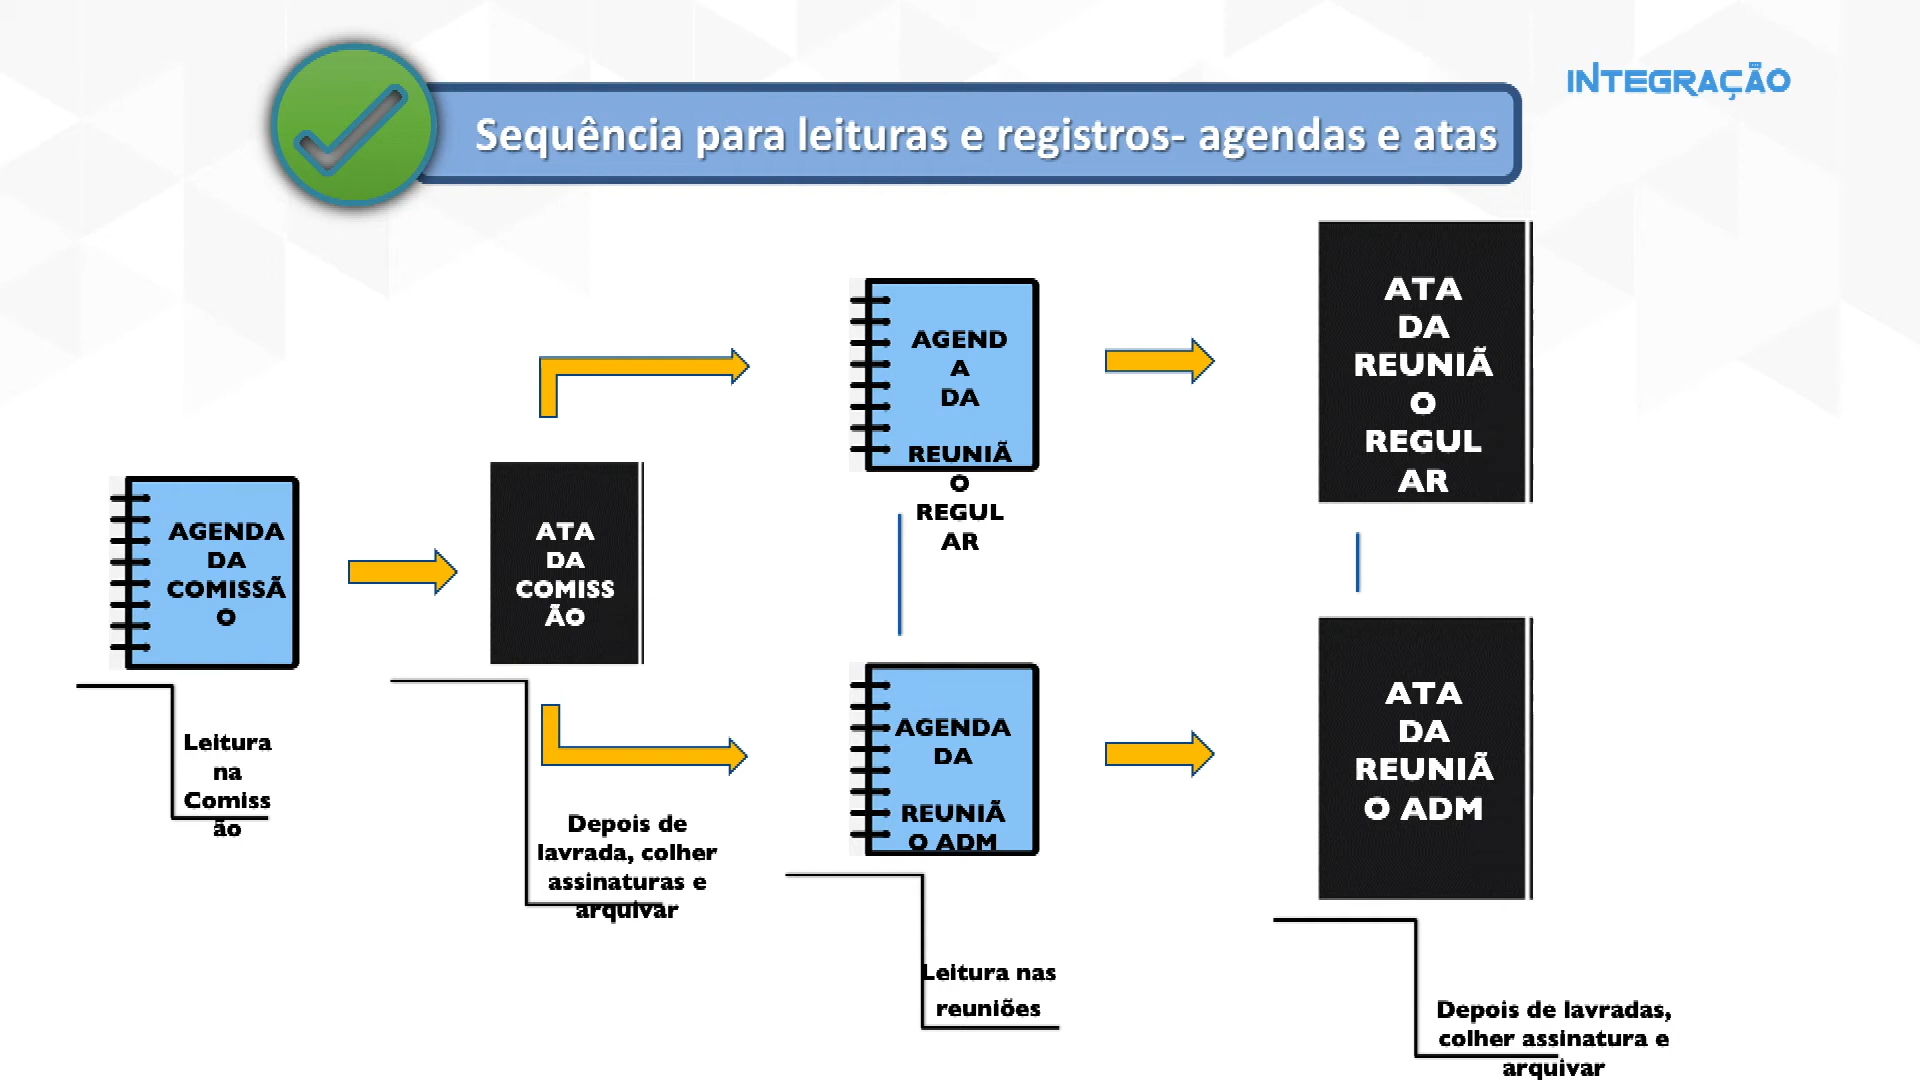 INTEGRAÇÃO
Sequência para leituras e registros- agendas e atas
AGENDA
DA
COMISSÃ
O
Leitura
na
Comiss
ão
ATA
DA
COMISS
ÃO
Depois de
lavrada, colher
assinaturas e
arquivar
AGEND
A
DA
REUNIÃ
O
REGUL
AR
AGENDA
DA
REUNIÃ
O ADM
Leitura nas
reuniões
ATA
DA
REUNIÃ
O
REGUL
AR
ATA
DA
REUNIÃ
O ADM
Depois de lavradas,
colher assinatura e
arquivar